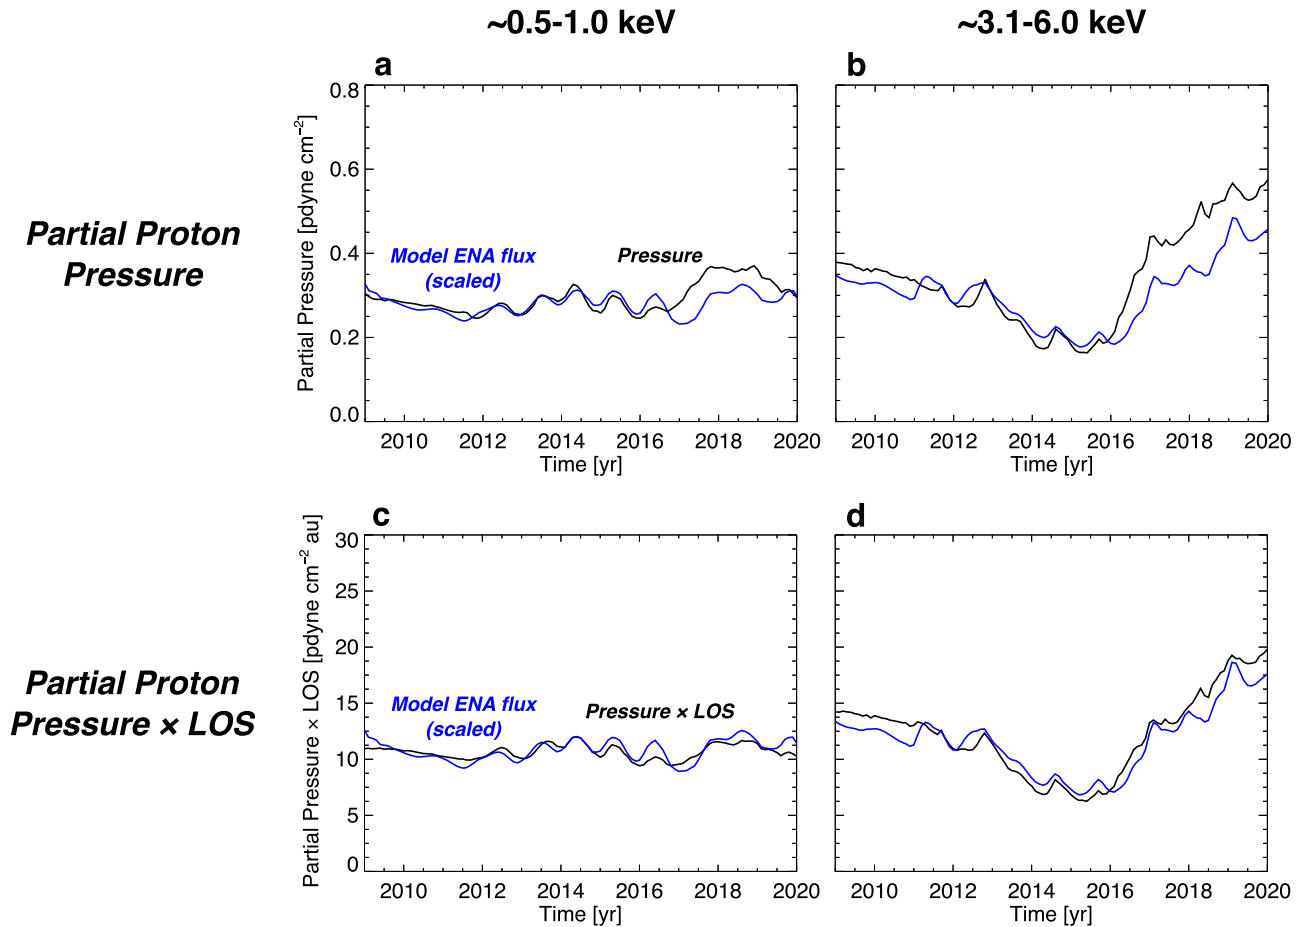 ~0.5-1.0 keV
~3.1-6.0 keV
a
b
Partial Proton
Pressure
Partial Pressure [pdyne cm⁻²]
0.8
0.6
0.4
0.2
0.0
Model ENA flux
(scaled)
Pressure
2010 2012 2014 2016 2018 2020
Time [yr]
2010 2012 2014 2016 2018 2020
Time [yr]
c
d
Partial Proton
Pressure × LOS
Partial Pressure × LOS [pdyne cm⁻² au]
30
25
20
15
10
5
0
Model ENA flux
(scaled)
Pressure × LOS
2010 2012 2014 2016 2018 2020
Time [yr]
2010 2012 2014 2016 2018 2020
Time [yr]